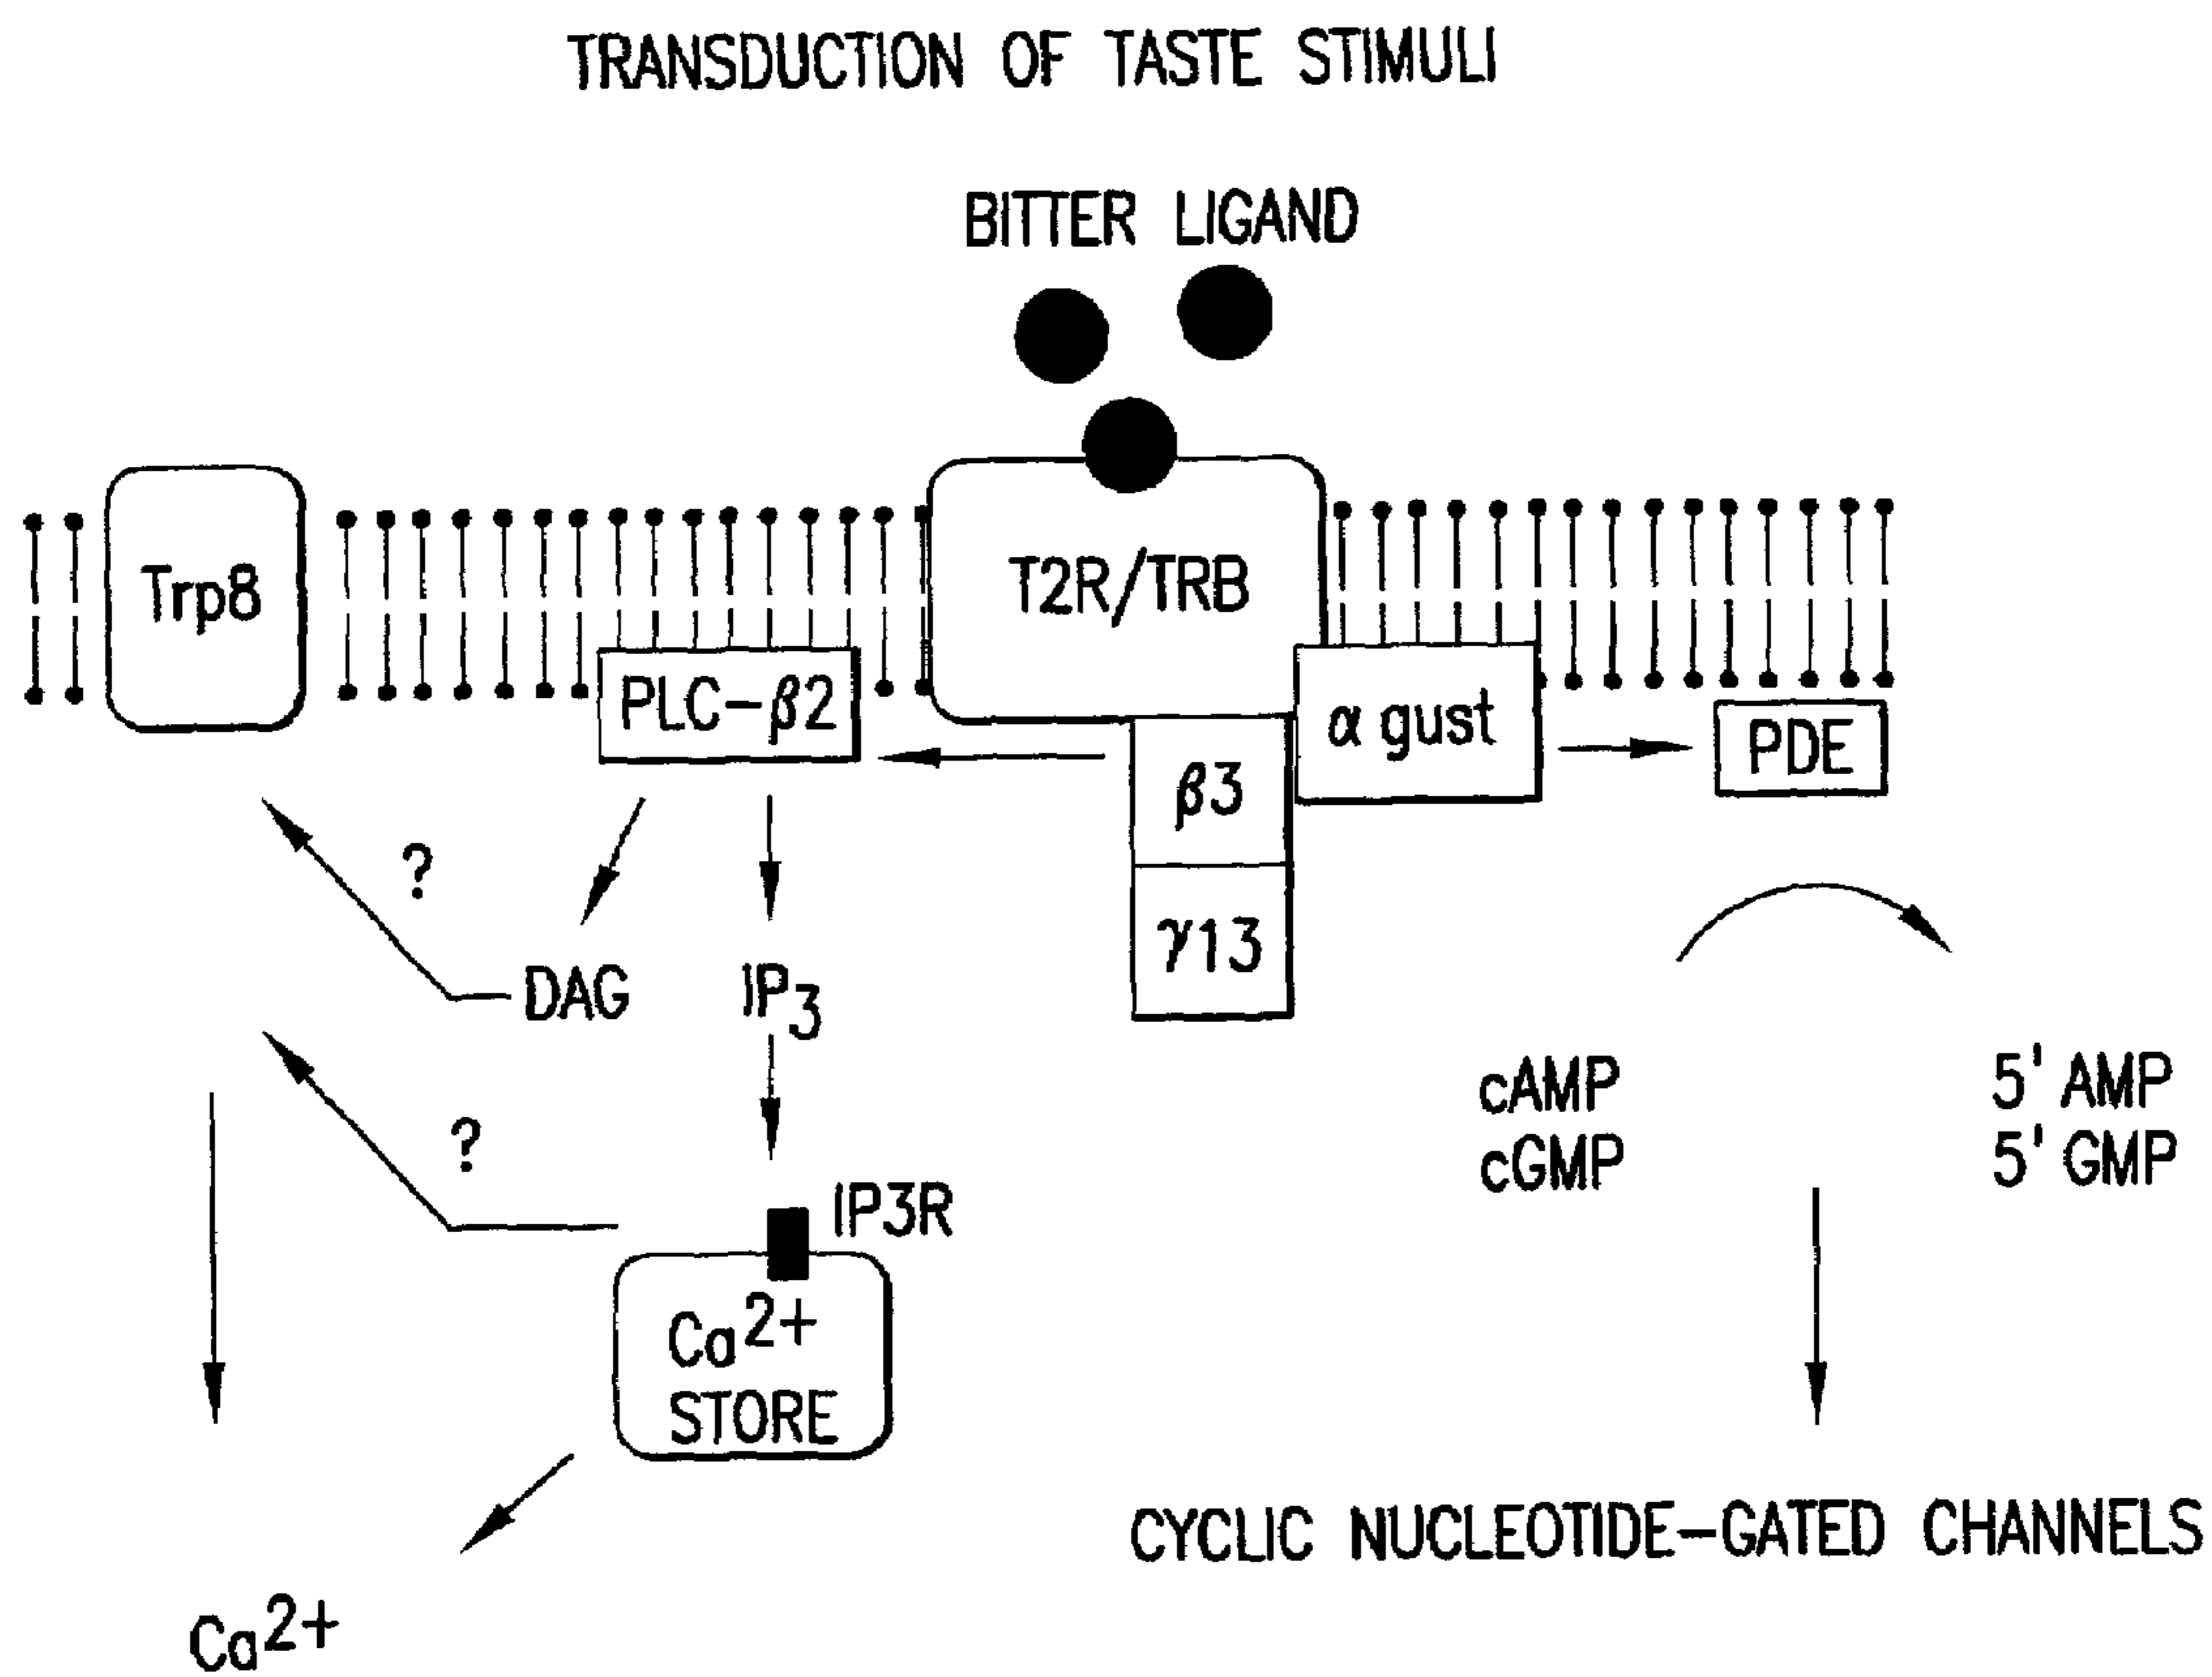 TRANSDUCTION OF TASTE STIMULI
BITTER LIGAND
Trp8
T2R/TRB
PLC-β2
α gust
PDE
β3
γ13
?
DAG
IP3
cAMP
cGMP
5' AMP
5' GMP
?
IP3R
Ca2+
STORE
CYCLIC NUCLEOTIDE-GATED CHANNELS
Ca2+